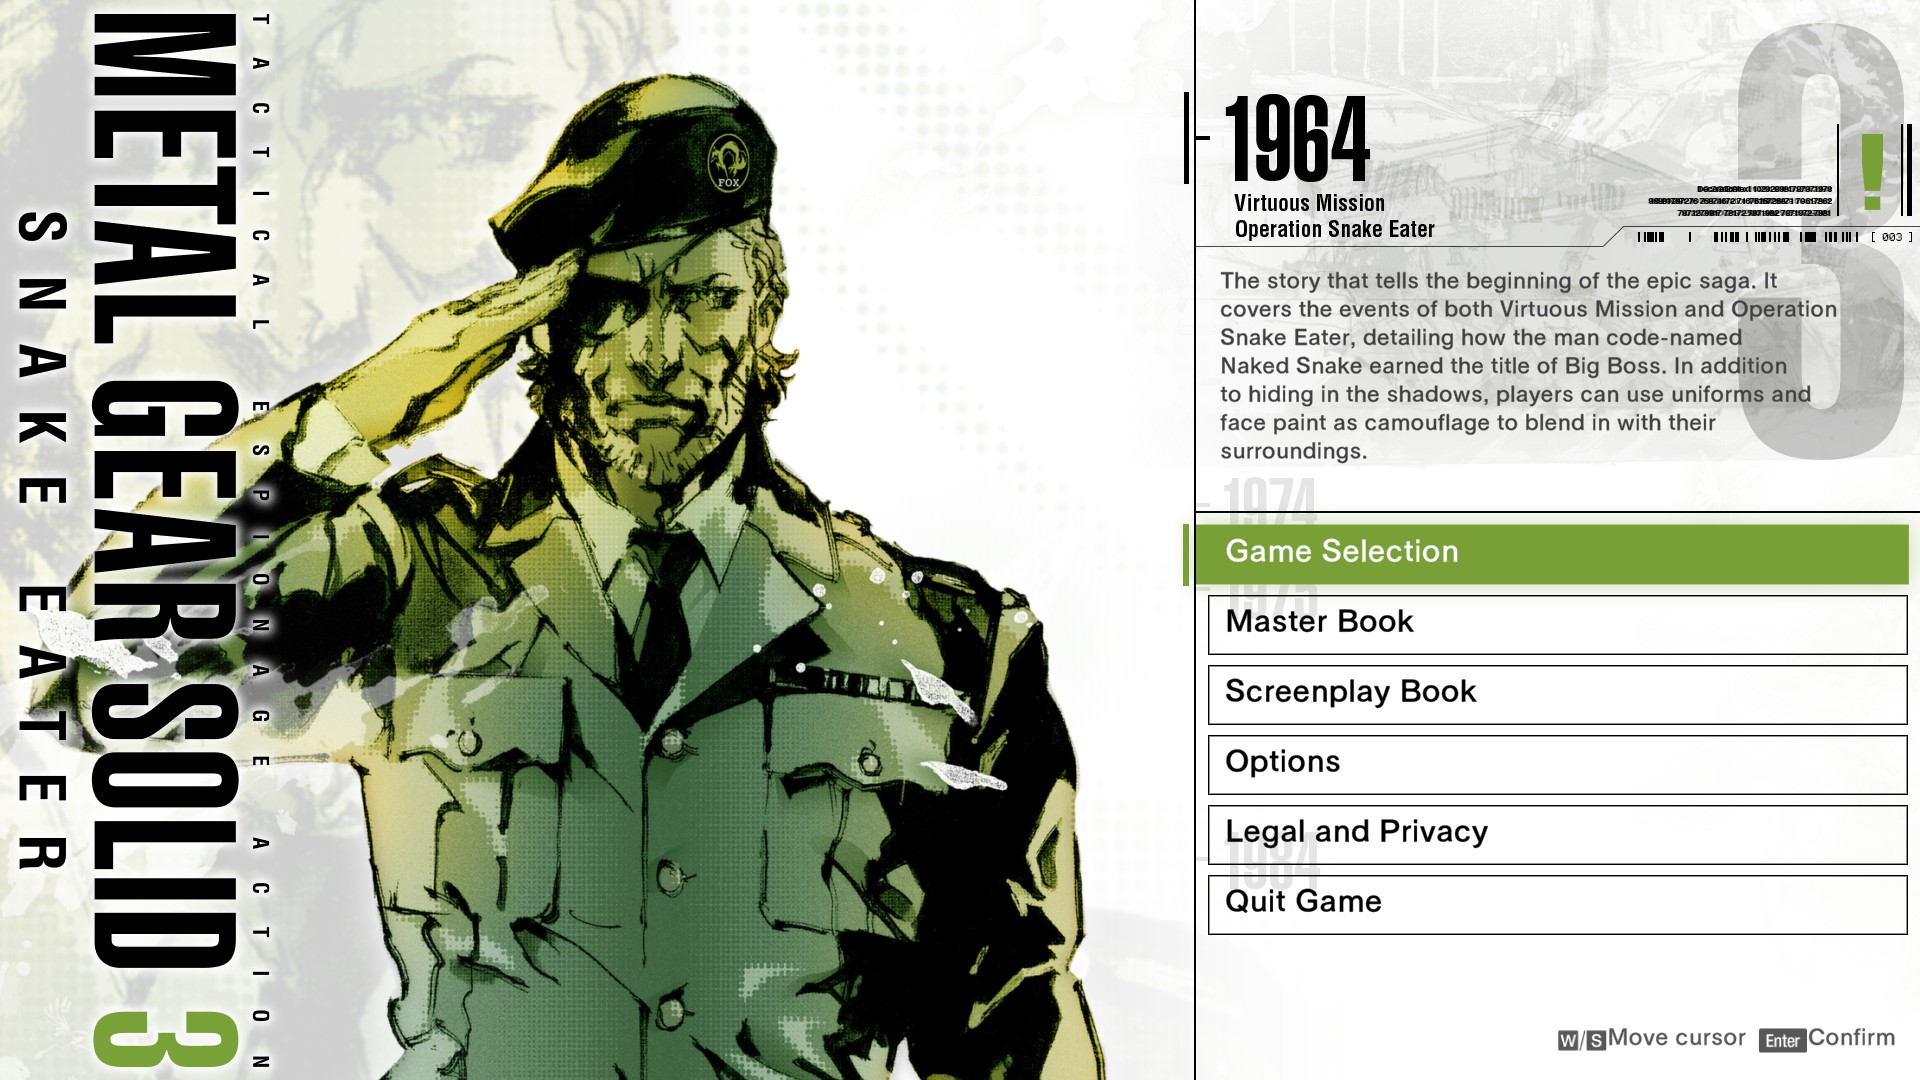 METAL GEAR SOLID 3
SNAKE EATER
TACTICAL ESPIONAGE ACTION
FOX
3
1964
Virtuous Mission
Operation Snake Eater
!
[ 003 ]
The story that tells the beginning of the epic saga. It
covers the events of both Virtuous Mission and Operation
Snake Eater, detailing how the man code-named
Naked Snake earned the title of Big Boss. In addition
to hiding in the shadows, players can use uniforms and
face paint as camouflage to blend in with their
surroundings.
1974
Game Selection
1975
Master Book
Screenplay Book
Options
Legal and Privacy
1984
Quit Game
W/S Move cursor Enter Confirm